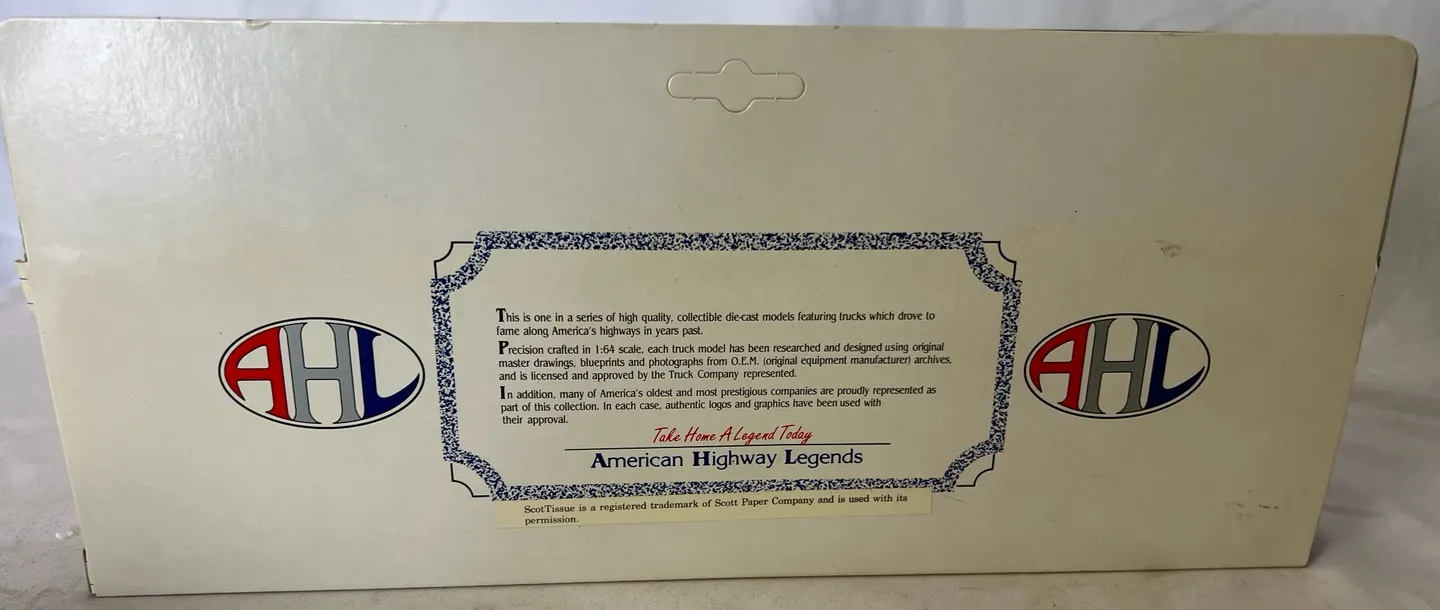 This is one in a series of high quality, collectible die-cast models featuring trucks which drove to
fame along America's highways in years past.
Precision crafted in 1:64 scale, each truck model has been researched and designed using original
master drawings, blueprints and photographs from O.E.M. (original equipment manufacturer) archives,
and is licensed and approved by the Truck Company represented.
In addition, many of America's oldest and most prestigious companies are proudly represented as
part of this collection. In each case, authentic logos and graphics have been used with
their approval.
AHL
AHL
Take Home A Legend Today
American Highway Legends
ScotTissue is a registered trademark of Scott Paper Company and is used with its
permission.